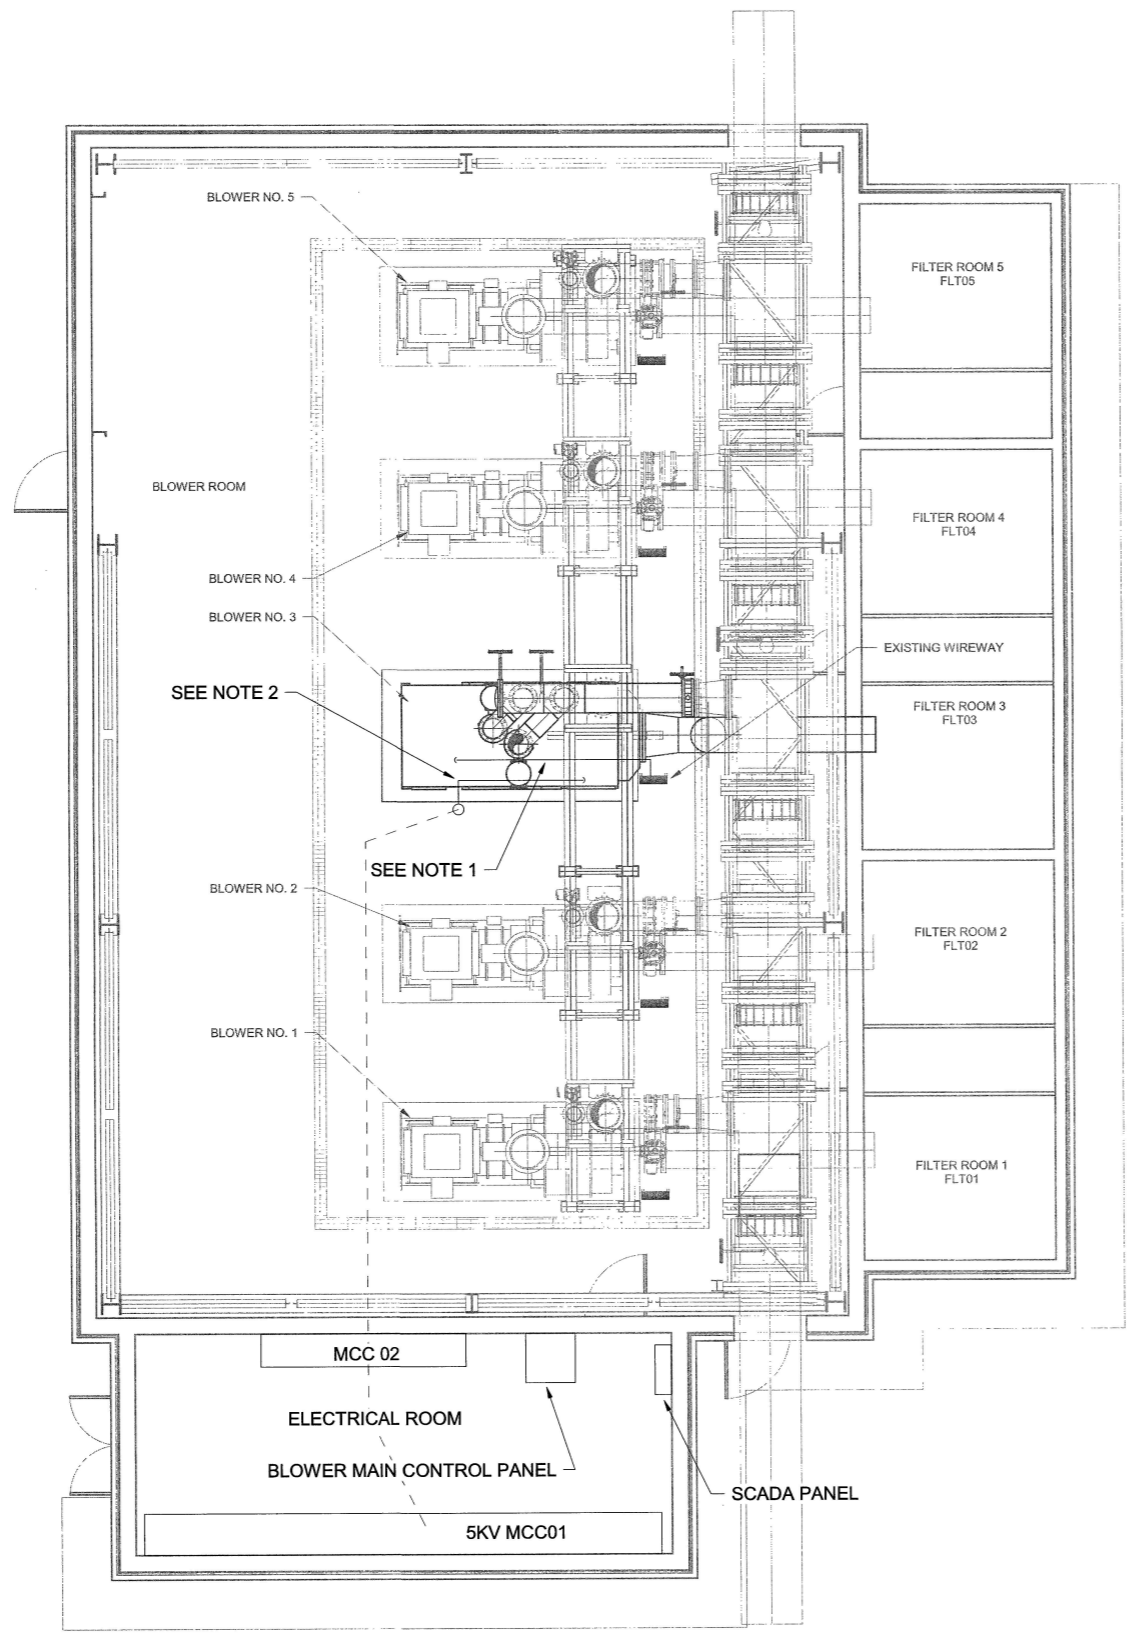 BLOWER NO. 5
FILTER ROOM 5
FLT05
BLOWER ROOM
FILTER ROOM 4
FLT04
BLOWER NO. 4
BLOWER NO. 3
EXISTING WIREWAY
SEE NOTE 2
FILTER ROOM 3
FLT03
SEE NOTE 1
BLOWER NO. 2
FILTER ROOM 2
FLT02
BLOWER NO. 1
FILTER ROOM 1
FLT01
MCC 02
ELECTRICAL ROOM
BLOWER MAIN CONTROL PANEL
SCADA PANEL
5KV MCC01